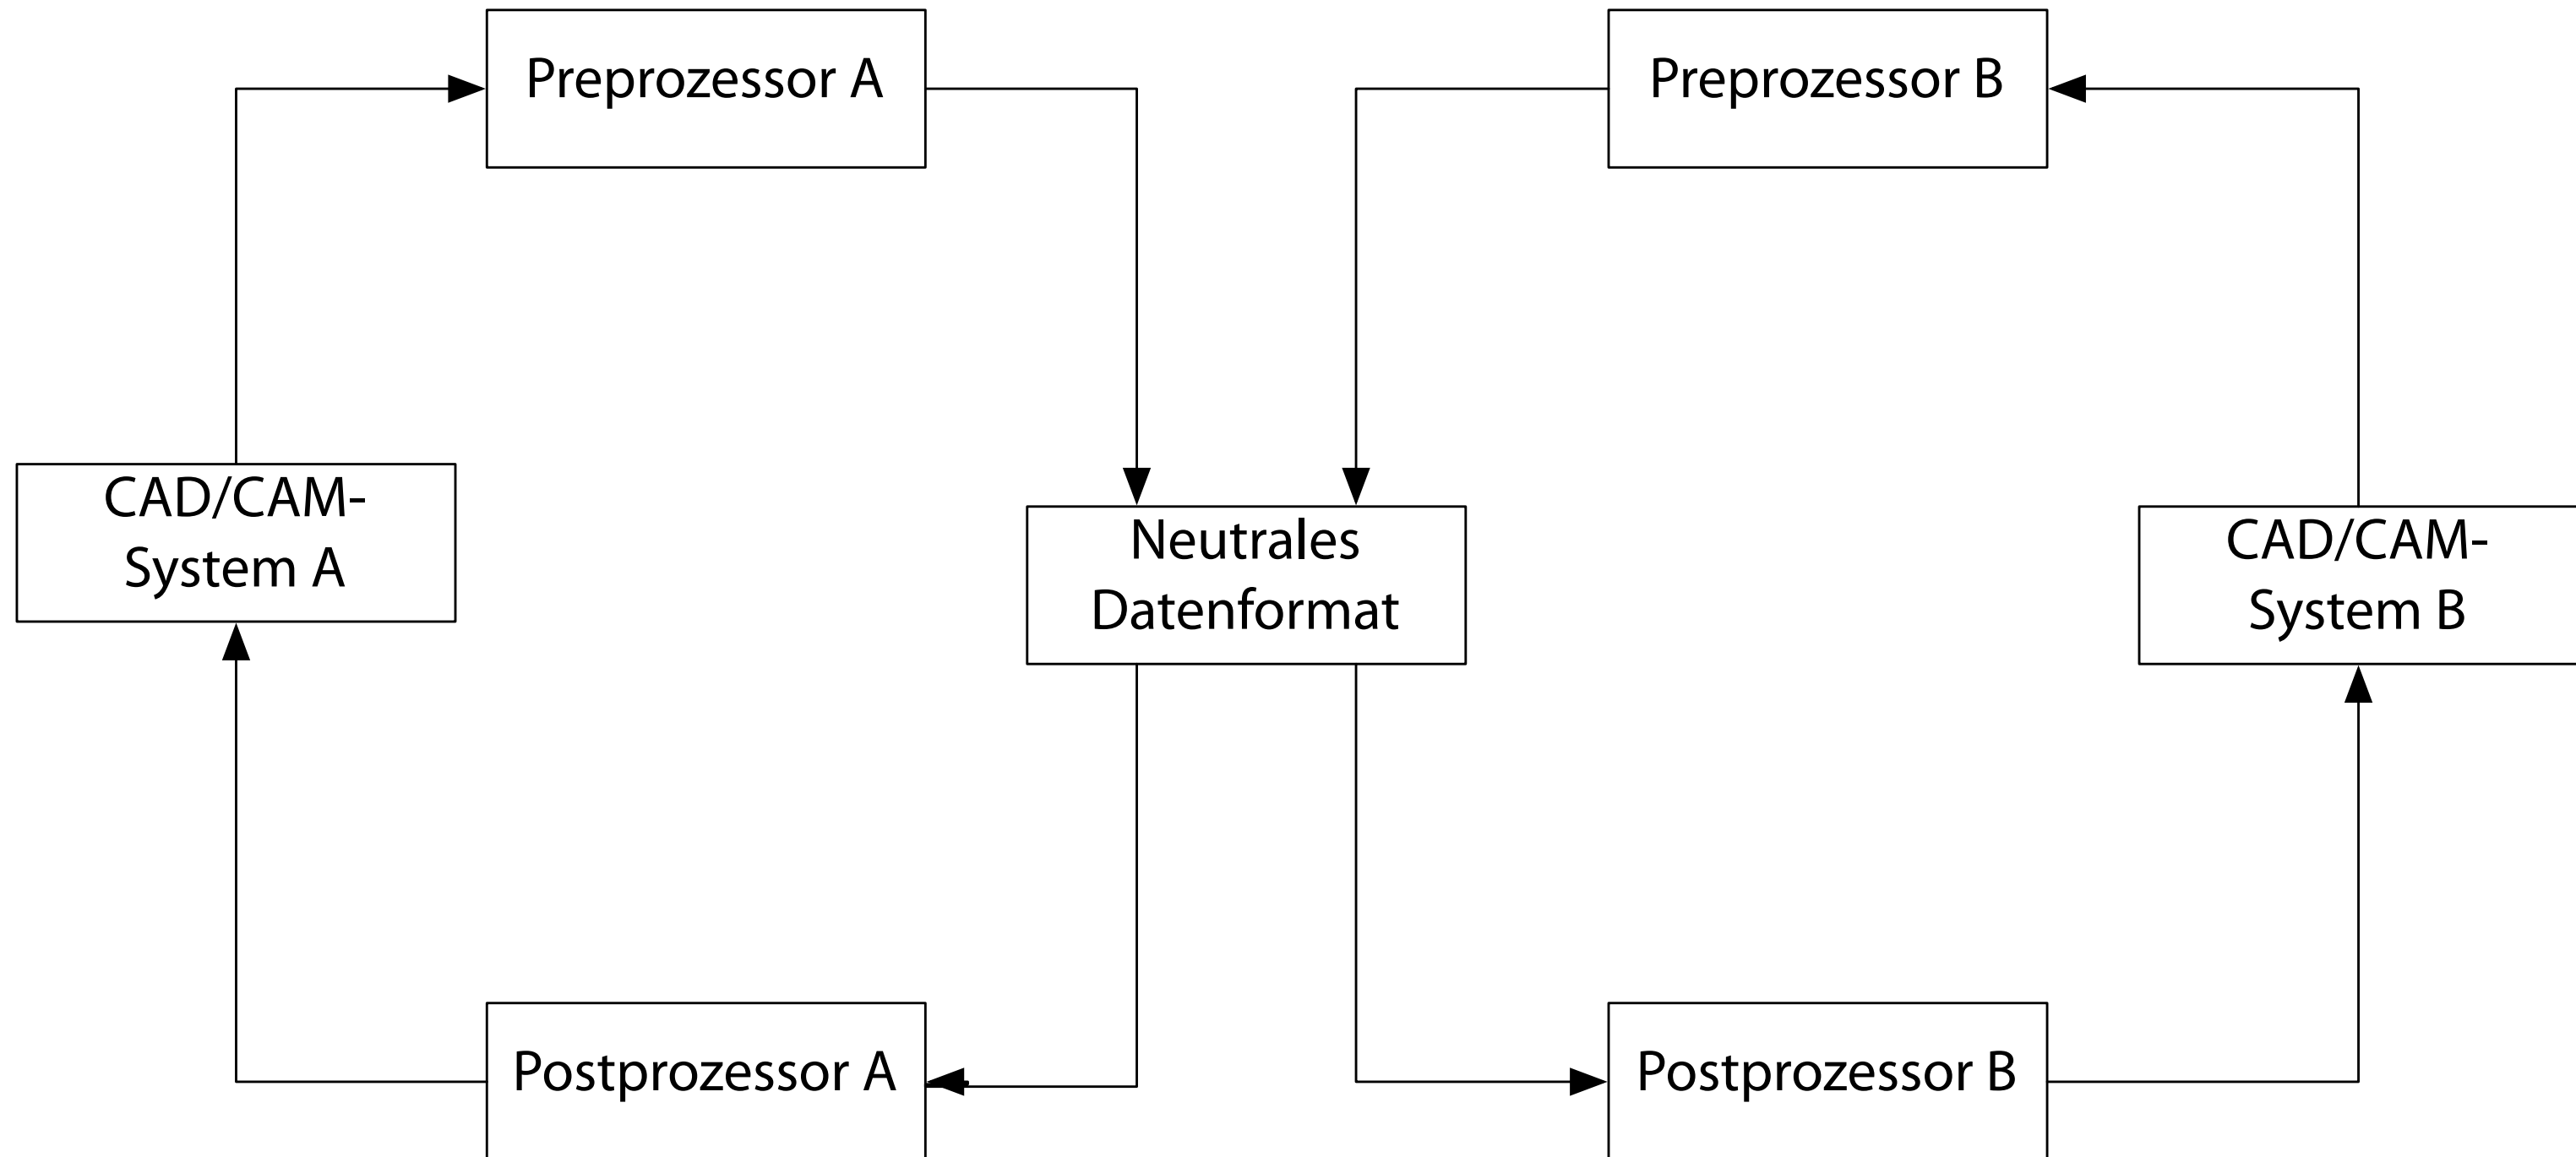 Preprozessor A
Preprozessor B
CAD/CAM-
System A
Neutrales
Datenformat
CAD/CAM-
System B
Postprozessor A
Postprozessor B